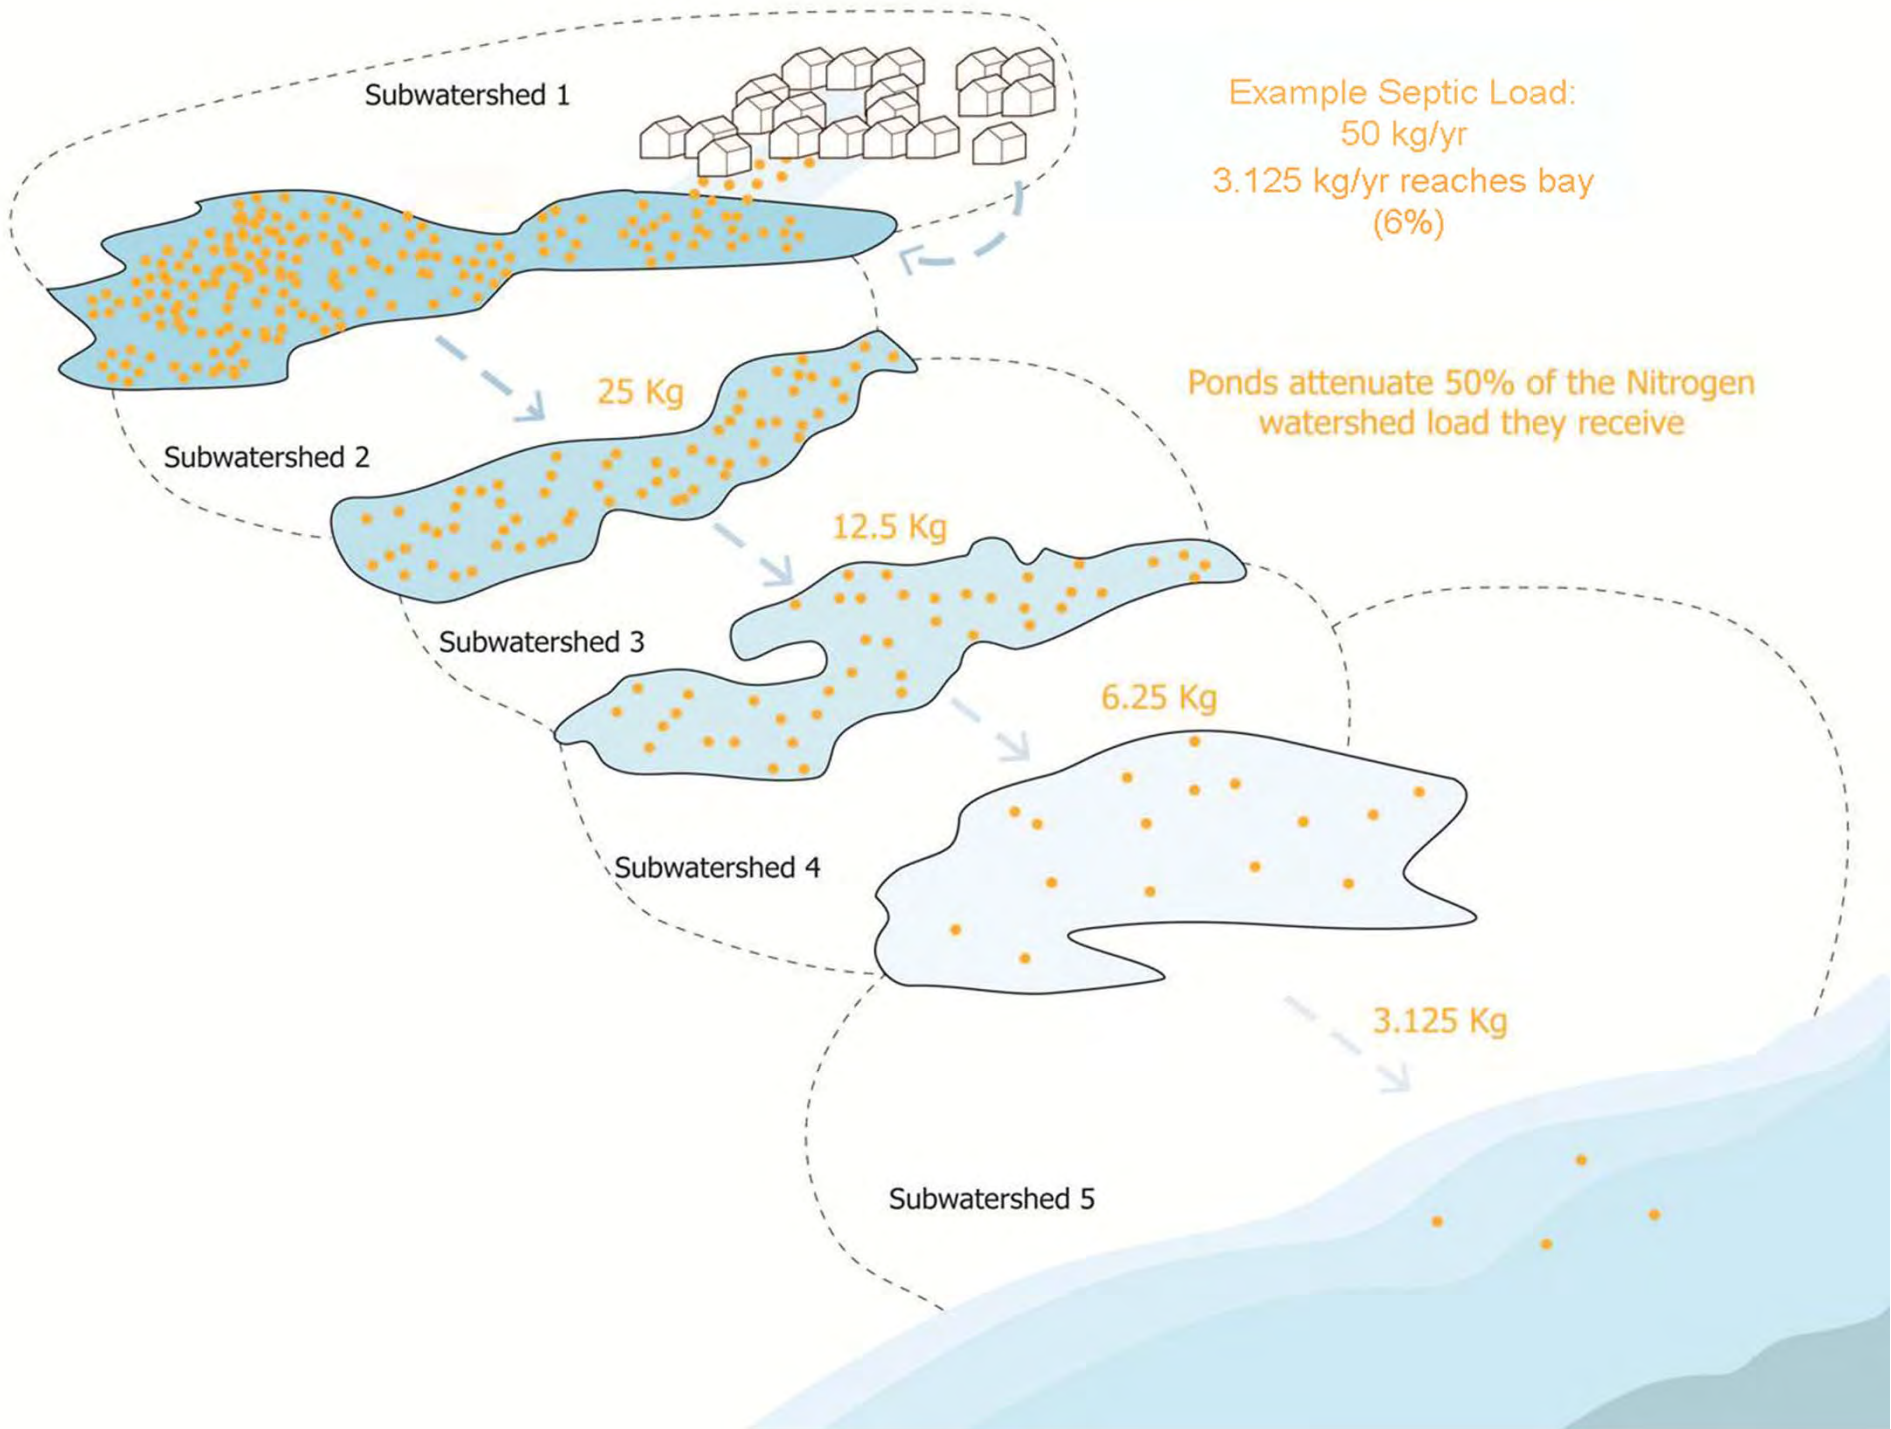 Subwatershed 1
Example Septic Load:
50 kg/yr
3.125 kg/yr reaches bay
(6%)
25 Kg
Ponds attenuate 50% of the Nitrogen
watershed load they receive
Subwatershed 2
12.5 Kg
Subwatershed 3
6.25 Kg
Subwatershed 4
3.125 Kg
Subwatershed 5